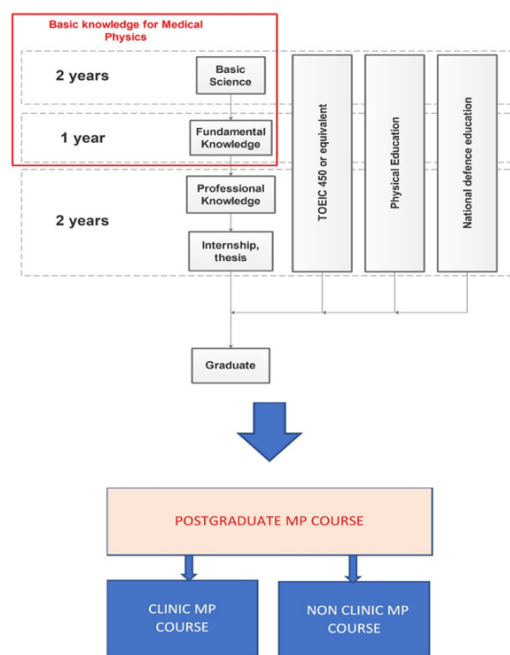 Basic knowledge for Medical
Physics
2 years
Basic
Science
1 year
Fundamental
Knowledge
2 years
Professional
Knowledge
Internship,
thesis
TOEIC 450 or equivalent
Physical Education
National defence education
Graduate
POSTGRADUATE MP COURSE
CLINIC MP
COURSE
NON CLINIC MP
COURSE